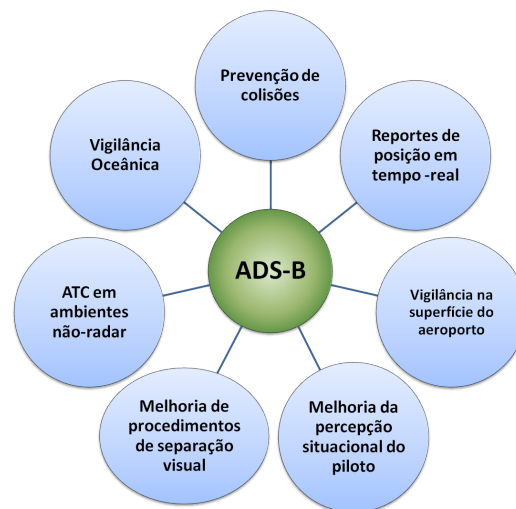 Prevenção de
colisões
Reportes de
posição em
tempo -real
Vigilância na
superfície do
aeroporto
Melhoria da
percepção
situacional do
piloto
Melhoria de
procedimentos
de separação
visual
ATC em
ambientes
não-radar
Vigilância
Oceânica
ADS-B